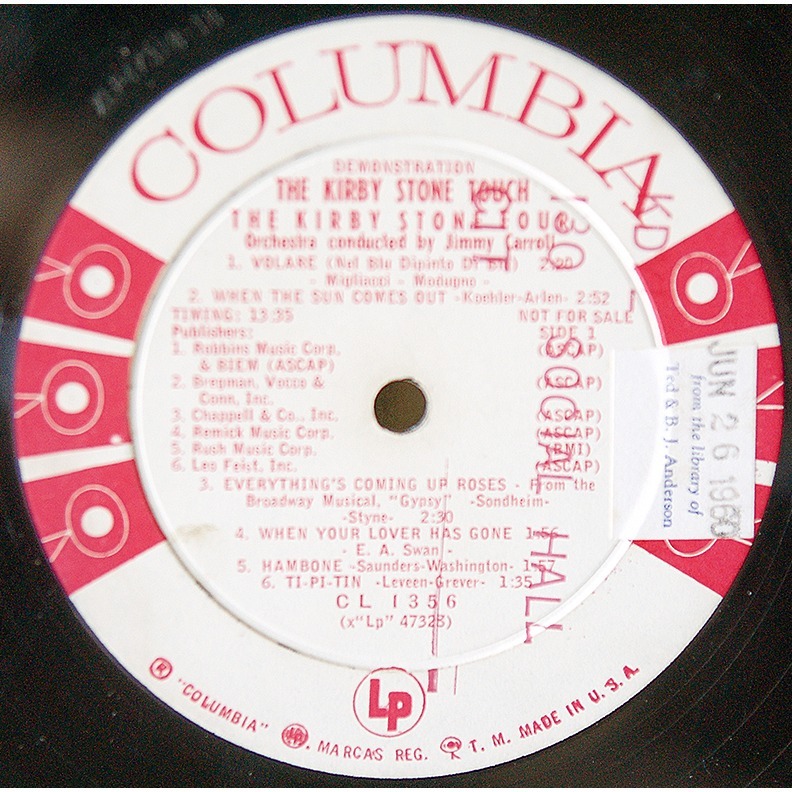 COLUMBIA
DEMONSTRATION
THE KIRBY STONE TOUCH
THE KIRBY STONE TOUCH
Orchestra conducted by Jimmy Carroll
1. VOLARE (Nel Blu Dipinto Di Blu) 2:20
- Migliacci - Modugno -
2. WHEN THE SUN COMES OUT -Koehler-Arlen- 2:52
TIMING: 13:35 NOT FOR SALE
Publishers: SIDE 1
1. Robbins Music Corp. (ASCAP)
& BIEM (ASCAP)
2. Bregman, Vocco & (ASCAP)
Conn, Inc.
3. Chappell & Co., Inc. (ASCAP)
4. Remick Music Corp. (ASCAP)
5. Rush Music Corp. (BMI)
6. Leo Feist, Inc. (ASCAP)
3. EVERYTHING'S COMING UP ROSES - From the
Broadway Musical, "Gypsy" -Sondheim-
-Styne- 2:30
4. WHEN YOUR LOVER HAS GONE 1:56
- E. A. Swan -
5. HAMBONE -Saunders-Washington- 1:57
6. TI-PI-TIN -Leveen-Grever- 1:35
CL 1356
(x"Lp" 47323)
Lp
® "COLUMBIA" MARCAS REG. T. M. MADE IN U. S. A.
SOCIAL HALL
JUN 26 1960
from the library of
Ted & B. J. Anderson